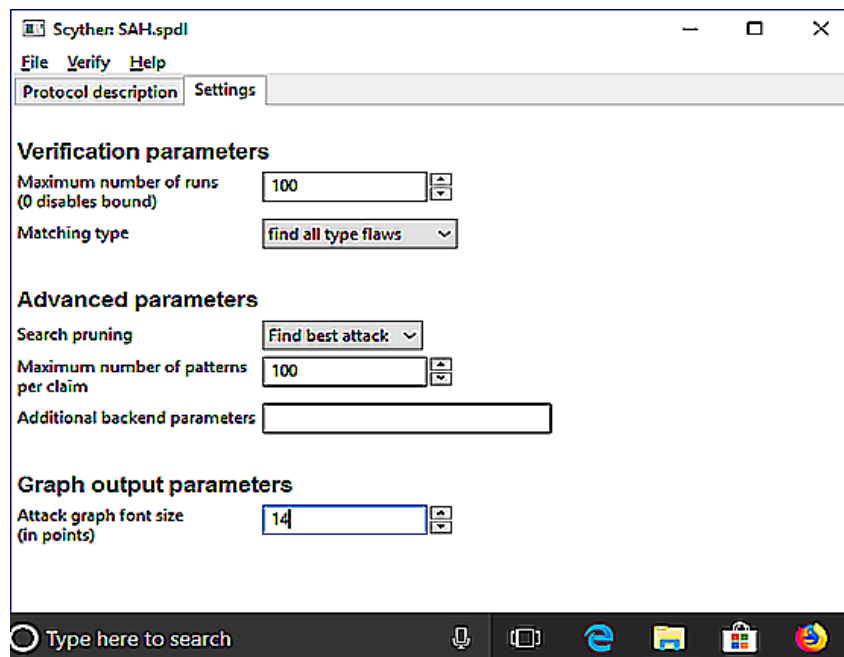 Scyther: SAH.spdl
File Verify Help
Protocol description Settings
Verification parameters
Maximum number of runs
(0 disables bound)
100
Matching type
find all type flaws
Advanced parameters
Search pruning
Find best attack
Maximum number of patterns
per claim
100
Additional backend parameters
Graph output parameters
Attack graph font size
(in points)
14
Type here to search